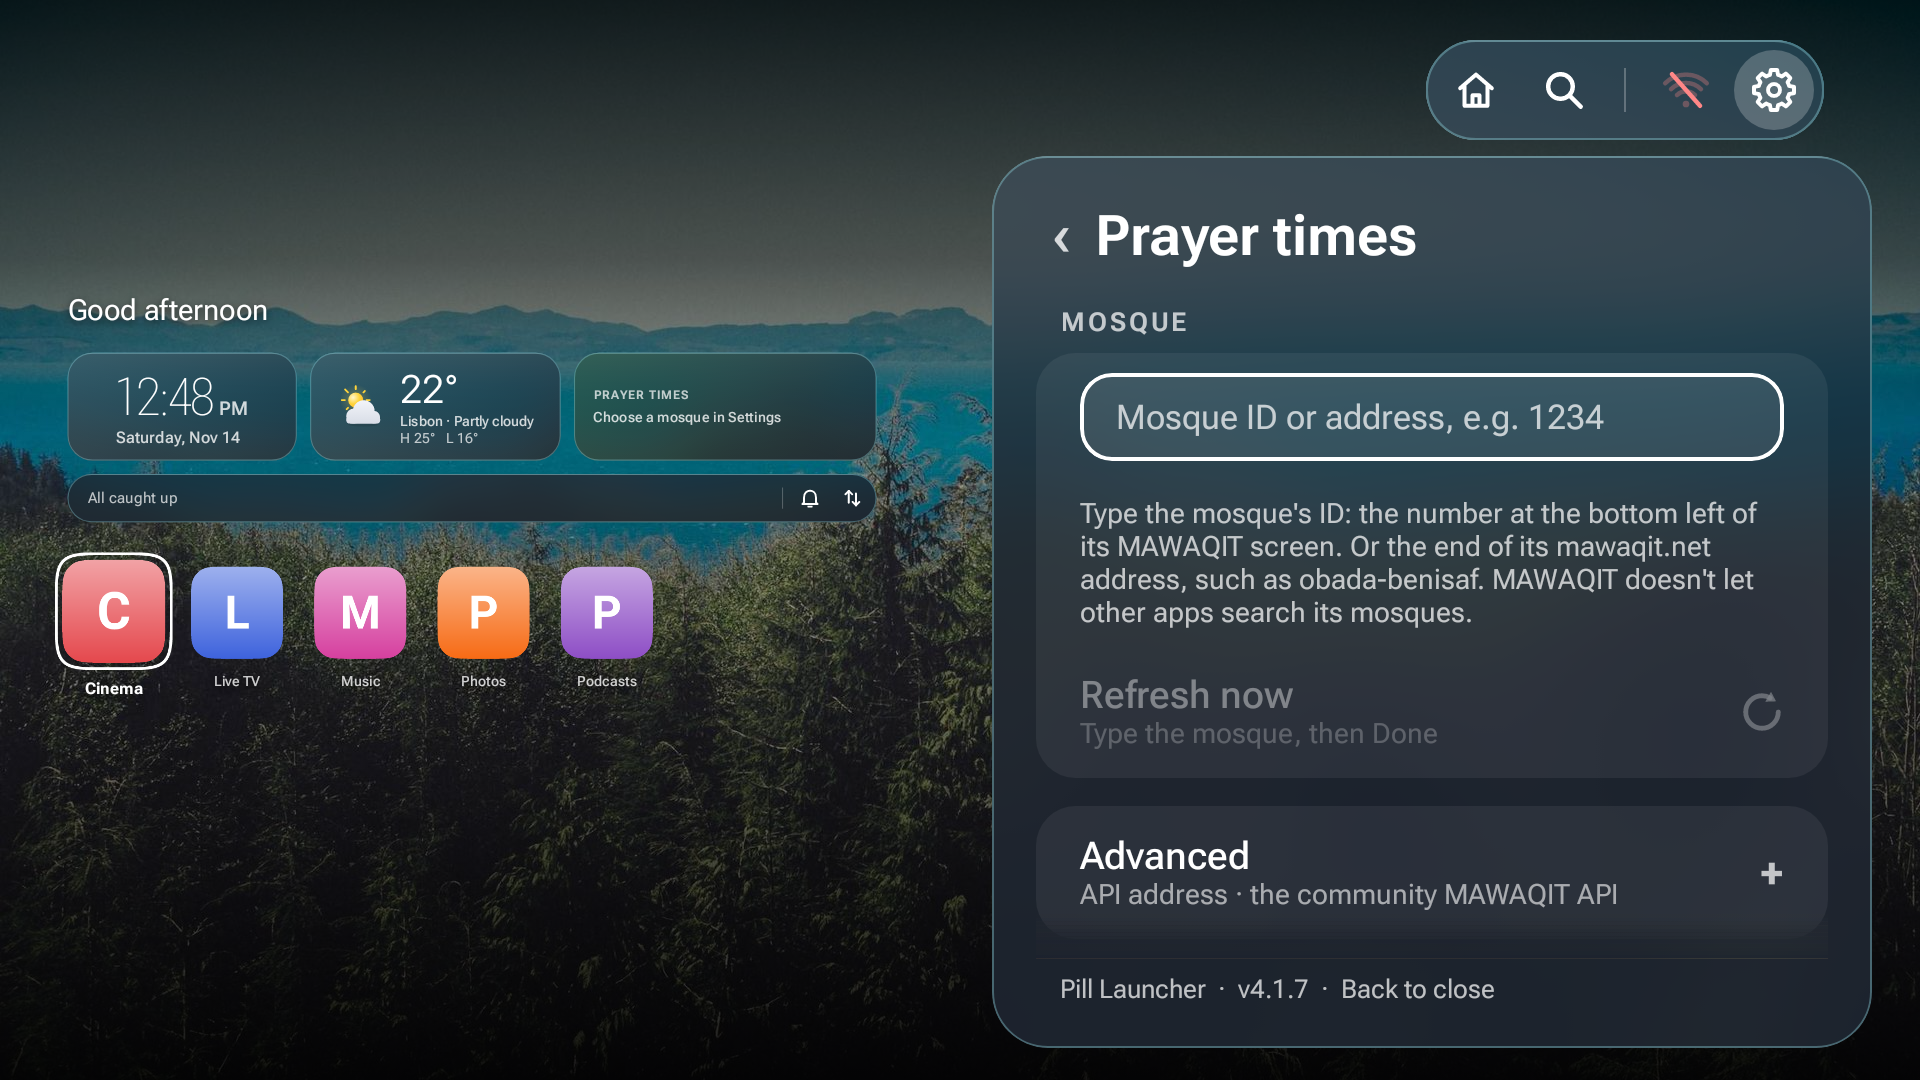 Good afternoon
12:48 PM
Saturday, Nov 14
22°
Lisbon · Partly cloudy
H 25° L 16°
PRAYER TIMES
Choose a mosque in Settings
All caught up
C
L
M
P
P
Cinema
Live TV
Music
Photos
Podcasts
‹ Prayer times
MOSQUE
Mosque ID or address, e.g. 1234
Type the mosque's ID: the number at the bottom left of
its MAWAQIT screen. Or the end of its mawaqit.net
address, such as obada-benisaf. MAWAQIT doesn't let
other apps search its mosques.
Refresh now
Type the mosque, then Done
Advanced
API address · the community MAWAQIT API
+
Pill Launcher · v4.1.7 · Back to close